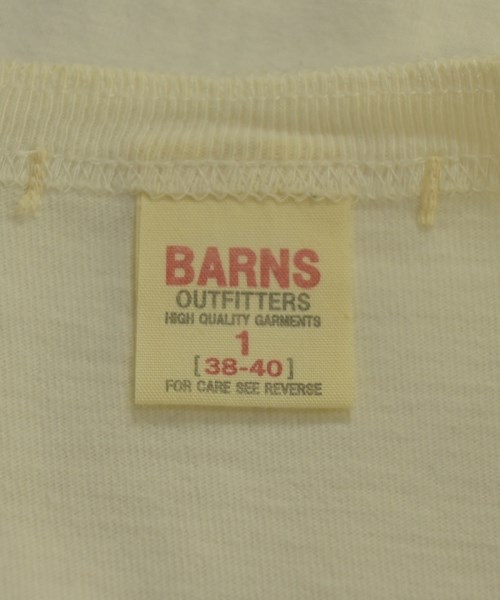 BARNS
OUTFITTERS
HIGH QUALITY GARMENTS
1
[38-40]
FOR CARE SEE REVERSE